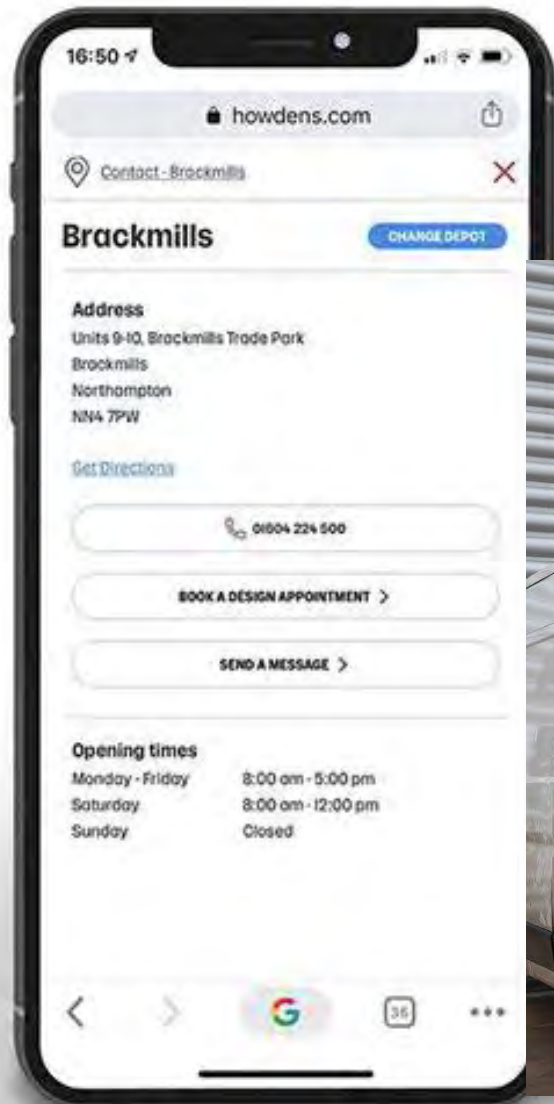 16:50
howdens.com
Contact - Brackmills
Brackmills
CHANGE DEPOT
Address
Units 9-10, Brackmills Trade Park
Brackmills
Northampton
NN4 7PW
Get Directions
01604 224 500
BOOK A DESIGN APPOINTMENT >
SEND A MESSAGE >
Opening times
Monday - Friday 8:00 am - 5:00 pm
Saturday 8:00 am - 12:00 pm
Sunday Closed
G 36